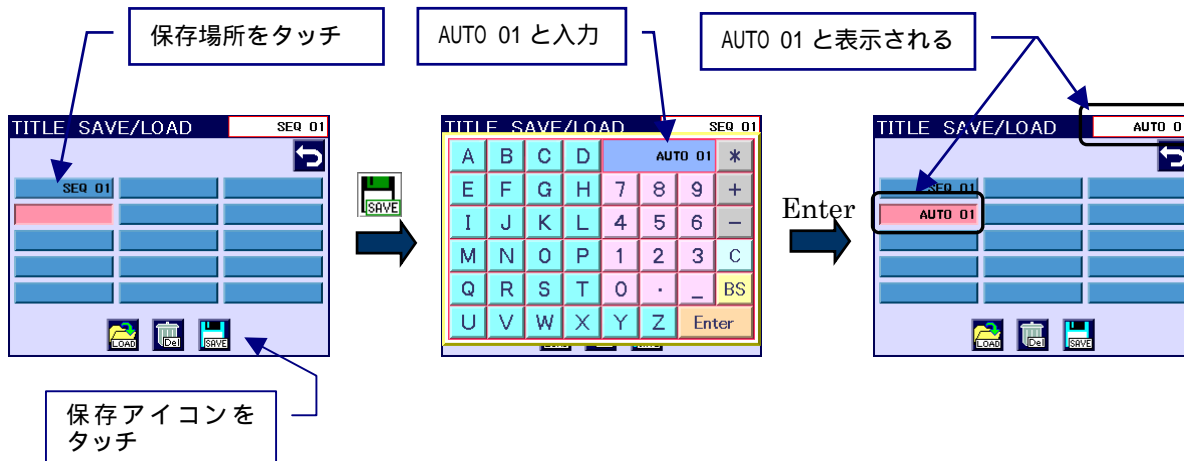 保存場所をタッチ
AUTO 01 と入力
AUTO 01 と表示される
TITLE SAVE/LOAD
SEQ 01
SEQ 01
LOAD
Del
SAVE
保存アイコンを
タッチ
SAVE
TITLE SAVE/LOAD
SEQ 01
A B C D AUTO 01 *
E F G H 7 8 9 +
I J K L 4 5 6 −
M N O P 1 2 3 C
Q R S T 0 · _ BS
U V W X Y Z Enter
Enter
TITLE SAVE/LOAD
AUTO 0
SEQ 01
AUTO 01
LOAD
Del
SAVE